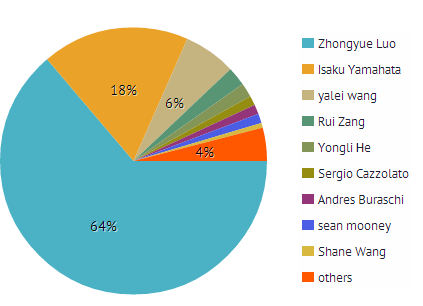 Zhongyue Luo
Isaku Yamahata
18%
yalei wang
6%
Rui Zang
Yongli He
4%
Sergio Cazzolato
Andres Buraschi
64%
sean mooney
Shane Wang
others